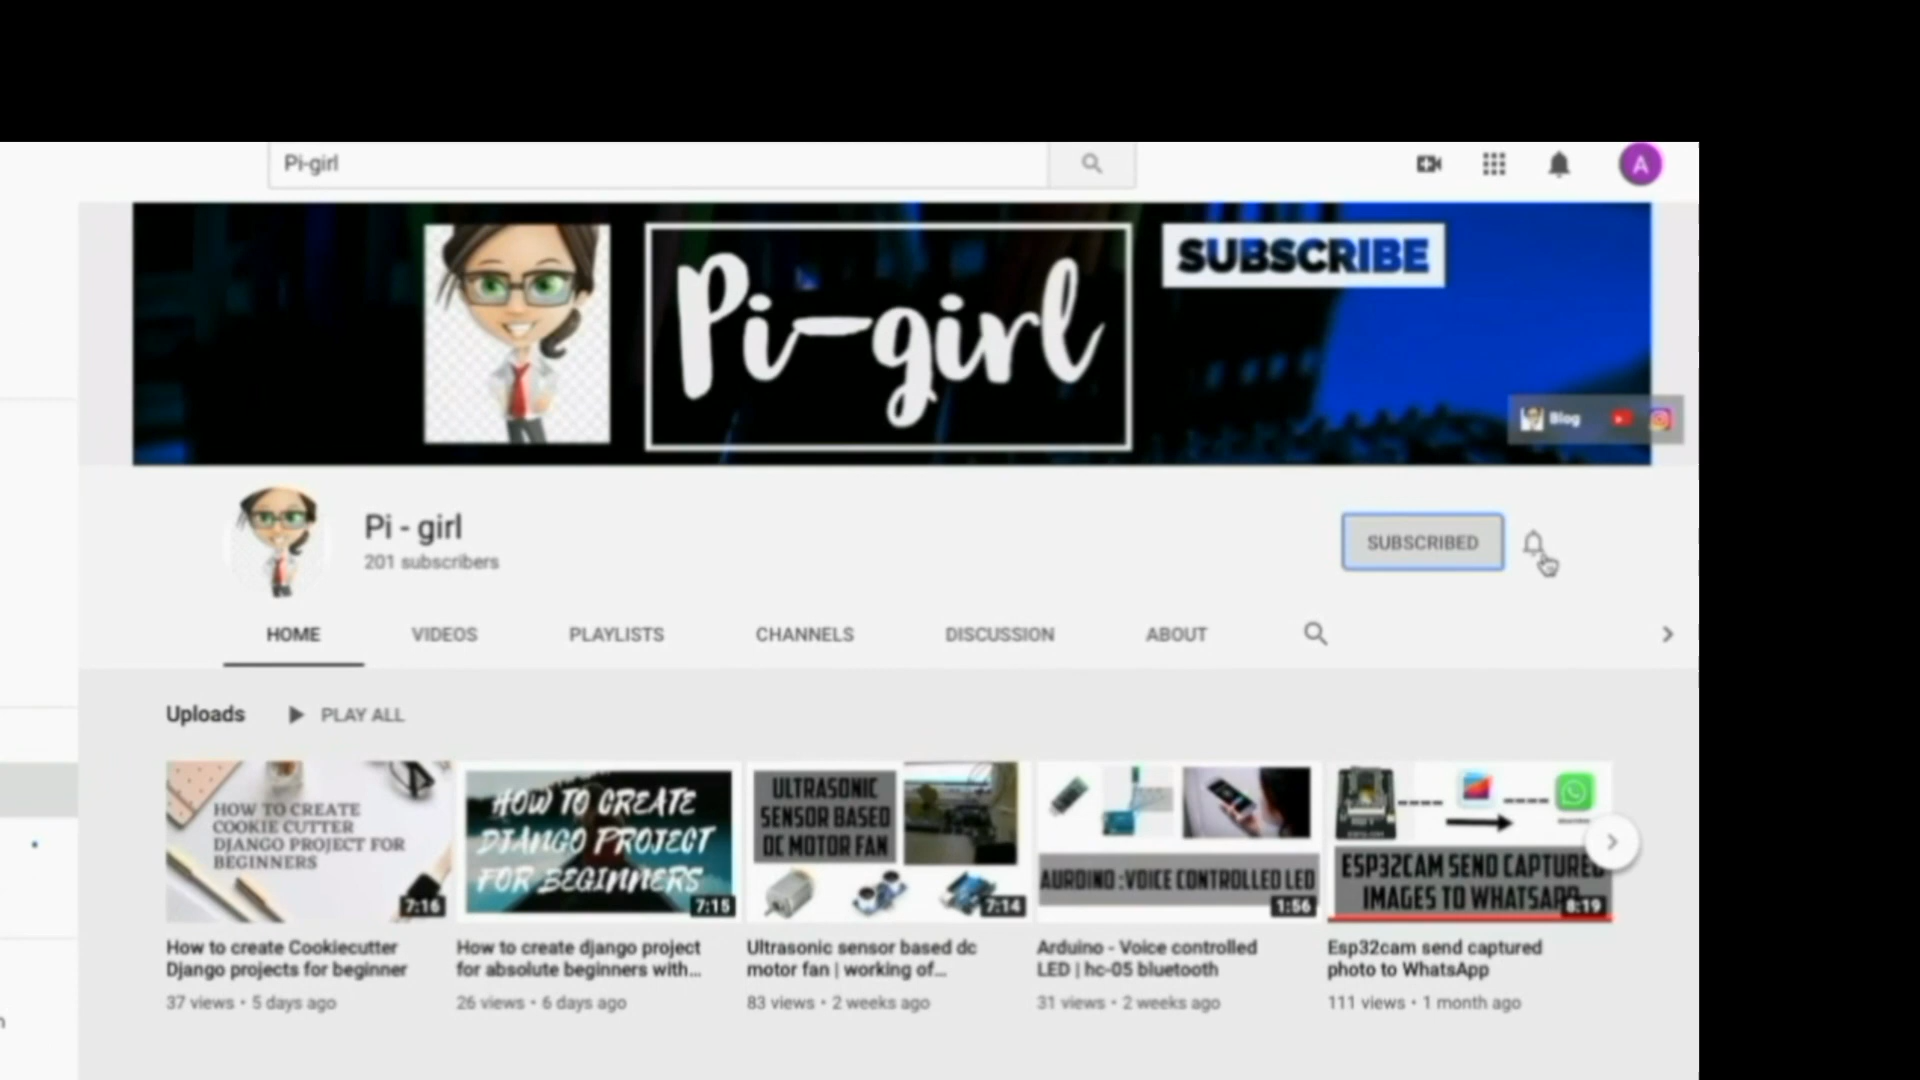 Pi-girl
A
Pi-girl
SUBSCRIBE
Blog
Pi - girl
201 subscribers
SUBSCRIBED
HOME VIDEOS PLAYLISTS CHANNELS DISCUSSION ABOUT
Uploads PLAY ALL
HOW TO CREATE
COOKIE CUTTER
DJANGO PROJECT FOR
BEGINNERS
7:16
HOW TO CREATE
DJANGO PROJECT
FOR BEGINNERS
7:15
ULTRASONIC
SENSOR BASED
DC MOTOR FAN
7:14
AURDINO : VOICE CONTROLLED LED
1:56
ESP32CAM SEND CAPTURED
IMAGES TO WHATSAPP
8:19
How to create Cookiecutter
Django projects for beginner
37 views • 5 days ago
How to create django project
for absolute beginners with...
26 views • 6 days ago
Ultrasonic sensor based dc
motor fan | working of...
83 views • 2 weeks ago
Arduino - Voice controlled
LED | hc-05 bluetooth
31 views • 2 weeks ago
Esp32cam send captured
photo to WhatsApp
111 views • 1 month ago